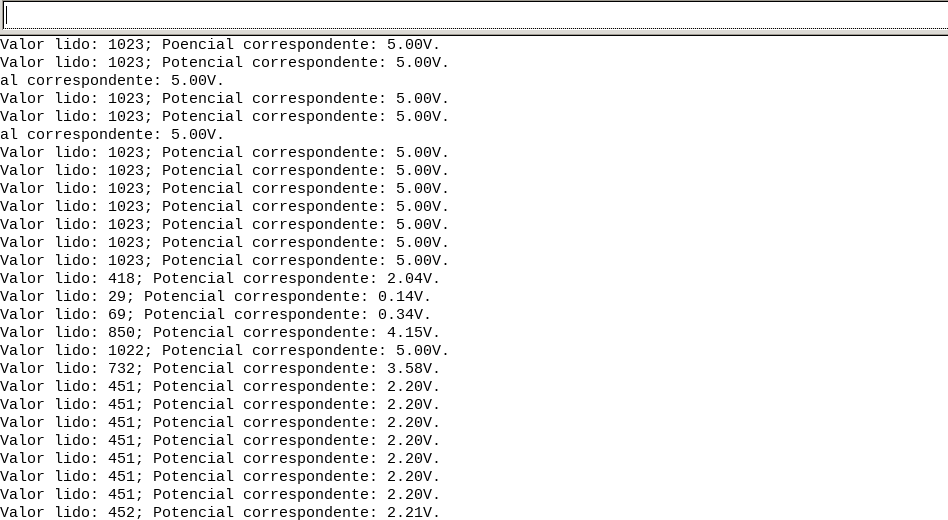 Valor lido: 1023; Poencial correspondente: 5.00V.
Valor lido: 1023; Potencial correspondente: 5.00V.
al correspondente: 5.00V.
Valor lido: 1023; Potencial correspondente: 5.00V.
Valor lido: 1023; Potencial correspondente: 5.00V.
al correspondente: 5.00V.
Valor lido: 1023; Potencial correspondente: 5.00V.
Valor lido: 1023; Potencial correspondente: 5.00V.
Valor lido: 1023; Potencial correspondente: 5.00V.
Valor lido: 1023; Potencial correspondente: 5.00V.
Valor lido: 1023; Potencial correspondente: 5.00V.
Valor lido: 1023; Potencial correspondente: 5.00V.
Valor lido: 1023; Potencial correspondente: 5.00V.
Valor lido: 418; Potencial correspondente: 2.04V.
Valor lido: 29; Potencial correspondente: 0.14V.
Valor lido: 69; Potencial correspondente: 0.34V.
Valor lido: 850; Potencial correspondente: 4.15V.
Valor lido: 1022; Potencial correspondente: 5.00V.
Valor lido: 732; Potencial correspondente: 3.58V.
Valor lido: 451; Potencial correspondente: 2.20V.
Valor lido: 451; Potencial correspondente: 2.20V.
Valor lido: 451; Potencial correspondente: 2.20V.
Valor lido: 451; Potencial correspondente: 2.20V.
Valor lido: 451; Potencial correspondente: 2.20V.
Valor lido: 451; Potencial correspondente: 2.20V.
Valor lido: 451; Potencial correspondente: 2.20V.
Valor lido: 452; Potencial correspondente: 2.21V.